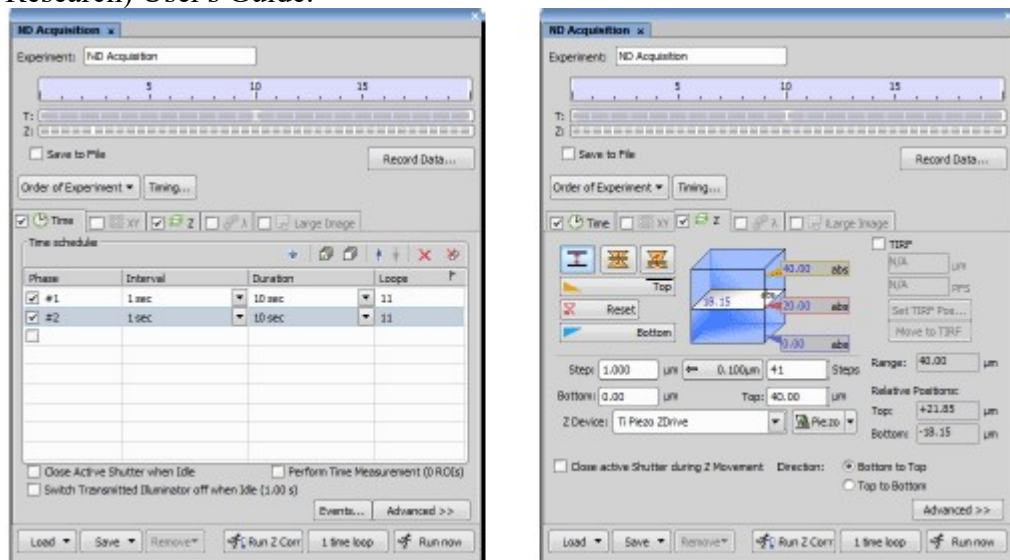 Research) User's Guide.
ND Acquisition x
Experiment: ND Acquisition
5 10 15
T:
Z:
Save to File
Record Data...
Order of Experiment Timing...
Time XY Z λ Large Image
Time schedule
Phase Interval Duration Loops
#1 1 sec 10 sec 11
#2 1 sec 10 sec 11
Close Active Shutter when Idle Perform Time Measurement (0 ROIs)
Switch Transmitted Illuminator off when Idle (1.00 s)
Events... Advanced >>
Load Save Remove Run Z Corr 1 time loop Run now
ND Acquisition x
Experiment: ND Acquisition
5 10 15
T:
Z:
Save to File
Record Data...
Order of Experiment Timing...
Time XY Z λ Large Image
TIRF
40.00 abs N/A µm
Top
18.15 20.00 abs N/A PFS
Reset Set TIRF Pos...
Bottom 0.00 abs Move to TIRF
Step: 1.000 µm 0.100µm 41 Steps Range: 40.00 µm
Bottom: 0.00 µm Top: 40.00 µm Relative Positions:
Z Device: Ti Piezo ZDrive Piezo Top: +21.85 µm
Bottom: -18.15 µm
Close active Shutter during Z Movement Direction: Bottom to Top
Top to Bottom
Advanced >>
Load Save Remove Run Z Corr 1 time loop Run now